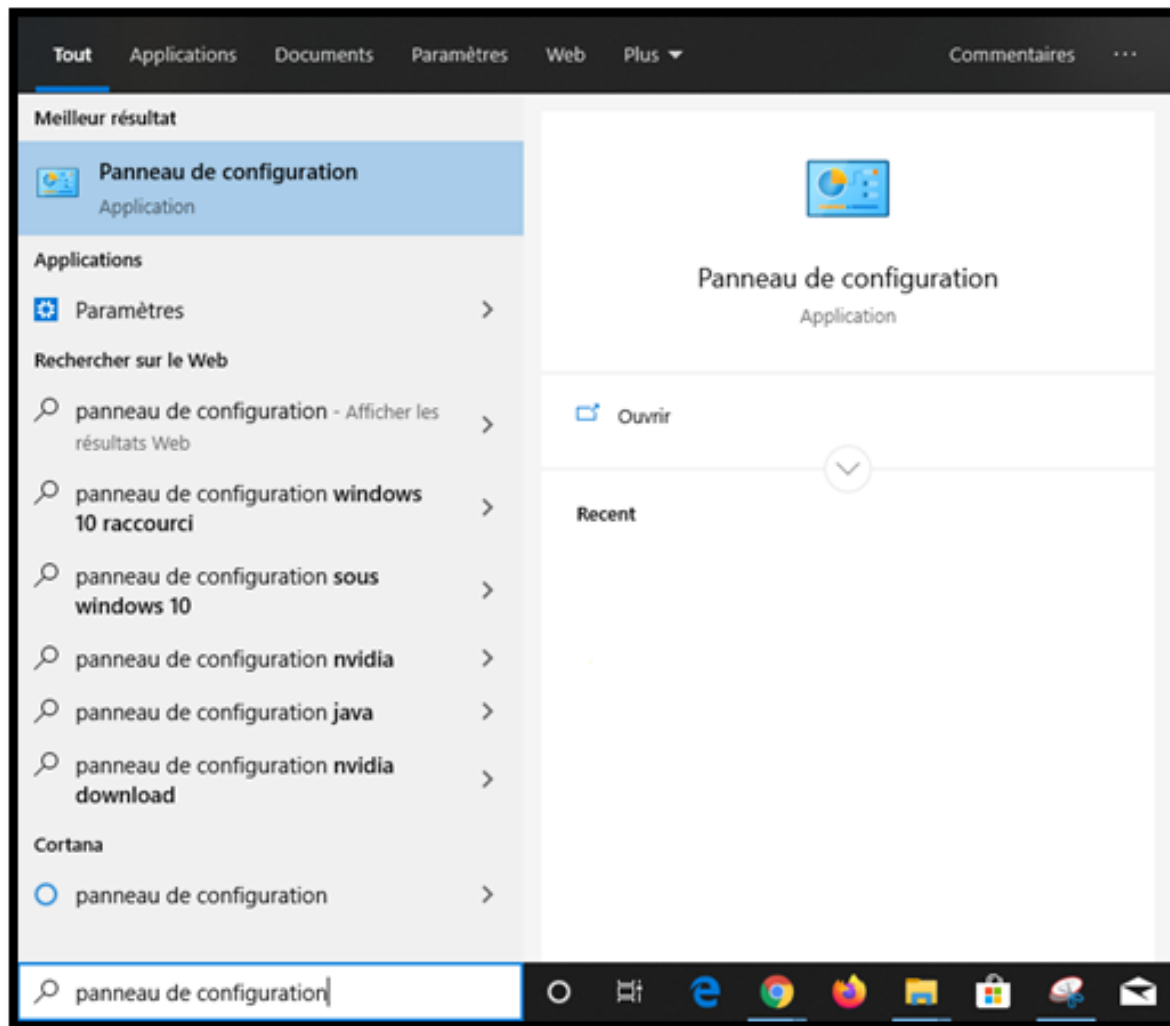 Tout Applications Documents Paramètres Web Plus Commentaires ...
Meilleur résultat
Panneau de configuration
Application
Applications
Paramètres
Rechercher sur le Web
panneau de configuration - Afficher les
résultats Web
panneau de configuration windows
10 raccourci
panneau de configuration sous
windows 10
panneau de configuration nvidia
panneau de configuration java
panneau de configuration nvidia
download
Cortana
panneau de configuration
panneau de configuration
Panneau de configuration
Application
Ouvrir
Recent